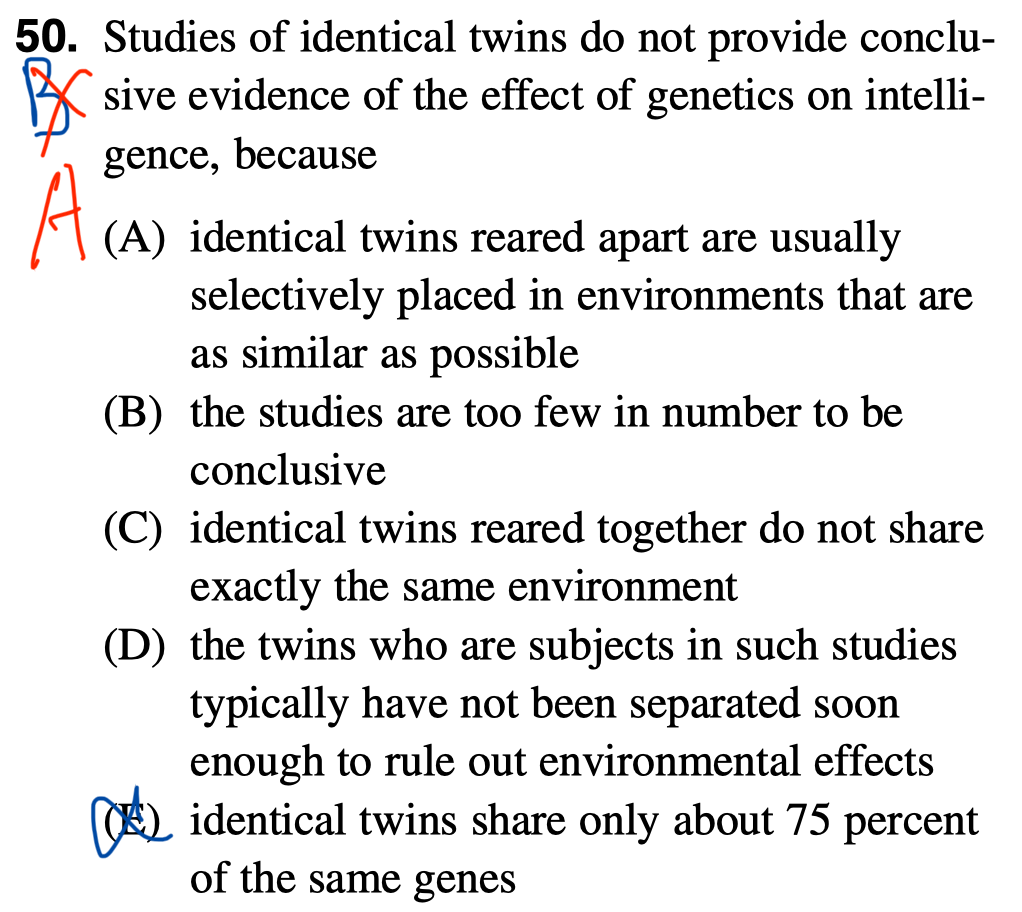 50. Studies of identical twins do not provide conclu-
B sive evidence of the effect of genetics on intelli-
gence, because
A
(A) identical twins reared apart are usually
selectively placed in environments that are
as similar as possible
(B) the studies are too few in number to be
conclusive
(C) identical twins reared together do not share
exactly the same environment
(D) the twins who are subjects in such studies
typically have not been separated soon
enough to rule out environmental effects
(E) identical twins share only about 75 percent
of the same genes